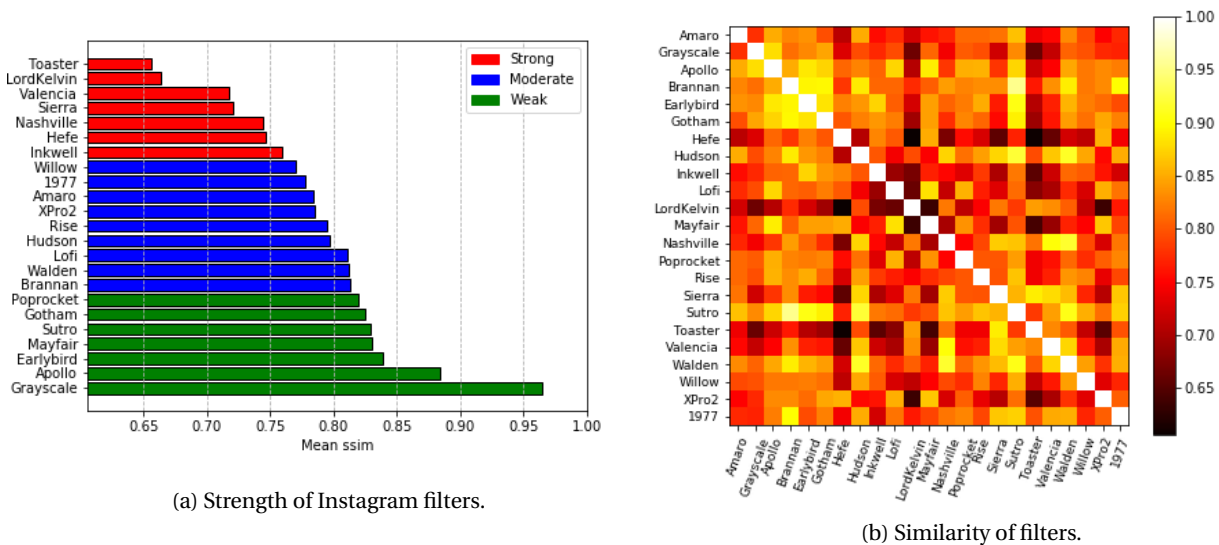 Toaster
LordKelvin
Valencia
Sierra
Nashville
Hefe
Inkwell
Willow
1977
Amaro
XPro2
Rise
Hudson
Lofi
Walden
Brannan
Poprocket
Gotham
Sutro
Mayfair
Earlybird
Apollo
Grayscale
Strong
Moderate
Weak
0.65 0.70 0.75 0.80 0.85 0.90 0.95 1.00
Mean ssim
(a) Strength of Instagram filters.
Amaro
Grayscale
Apollo
Brannan
Earlybird
Gotham
Hefe
Hudson
Inkwell
Lofi
LordKelvin
Mayfair
Nashville
Poprocket
Rise
Sierra
Sutro
Toaster
Valencia
Walden
Willow
XPro2
1977
Amaro Grayscale Apollo Brannan Earlybird Gotham Hefe Hudson Inkwell Lofi LordKelvin Mayfair Nashville Poprocket Rise Sierra Sutro Toaster Valencia Walden Willow XPro2 1977
1.00
0.95
0.90
0.85
0.80
0.75
0.70
0.65
(b) Similarity of filters.